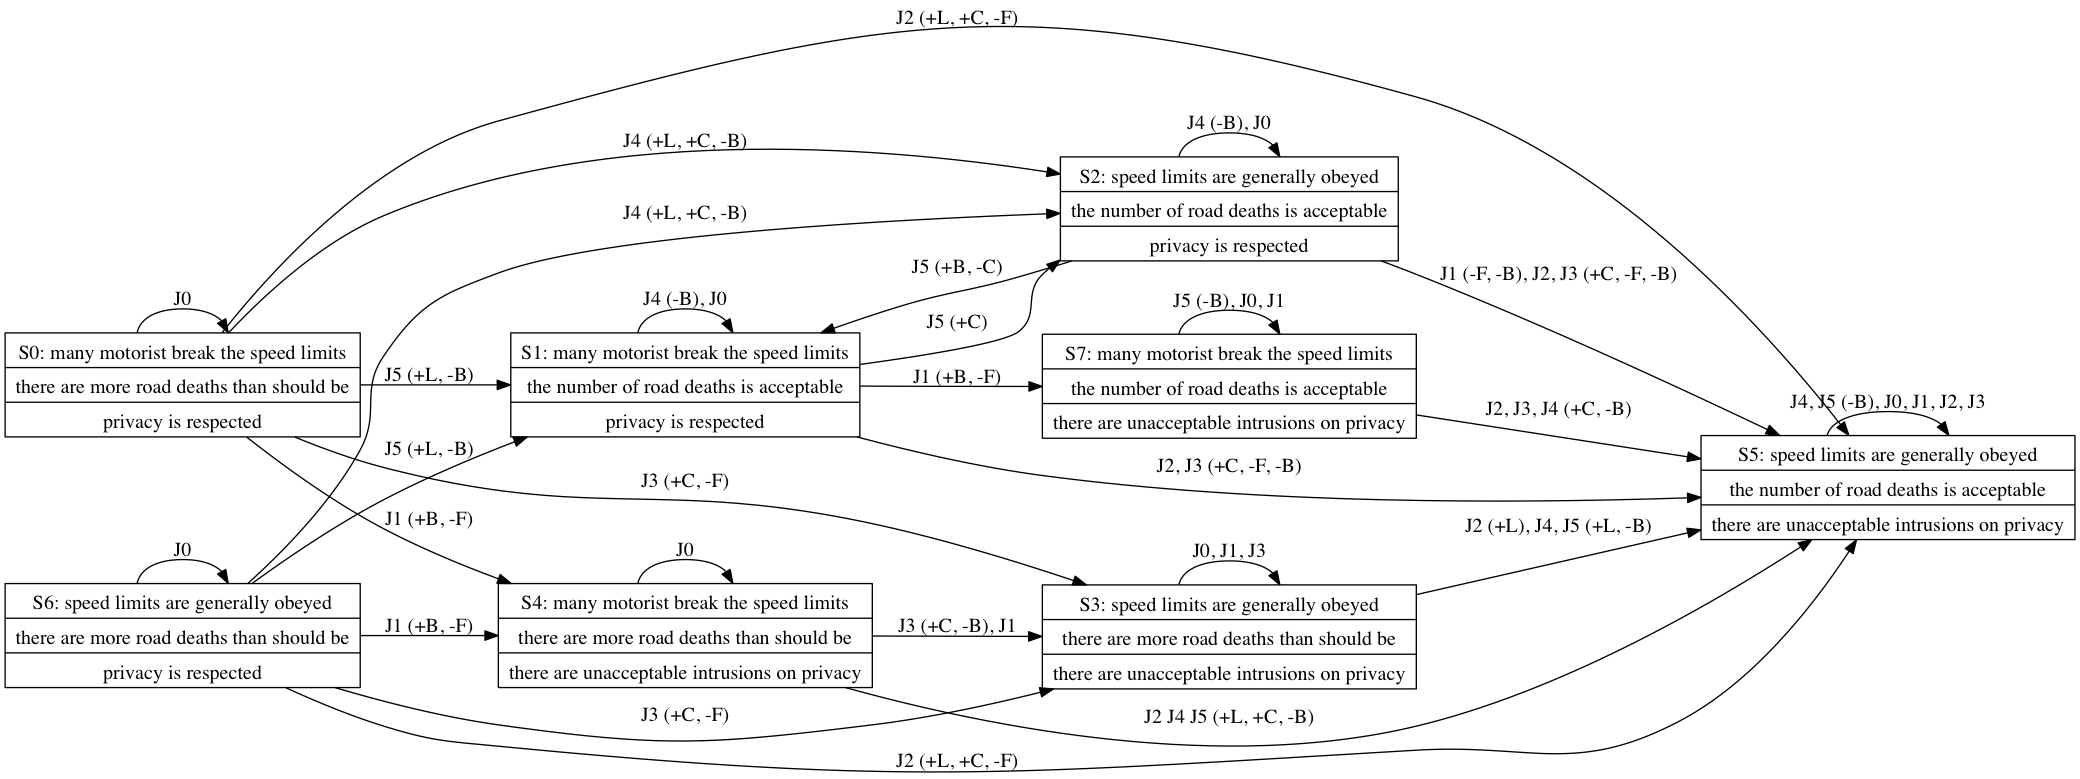 J2 (+L, +C, -F)
J4 (-B), J0
J4 (+L, +C, -B)
S2: speed limits are generally obeyed
the number of road deaths is acceptable
privacy is respected
J4 (+L, +C, -B)
J5 (+B, -C)
J1 (-F, -B), J2, J3 (+C, -F, -B)
J0
J4 (-B), J0
J5 (-B), J0, J1
J5 (+C)
S0: many motorist break the speed limits
there are more road deaths than should be
privacy is respected
J5 (+L, -B)
S1: many motorist break the speed limits
the number of road deaths is acceptable
privacy is respected
J1 (+B, -F)
S7: many motorist break the speed limits
the number of road deaths is acceptable
there are unacceptable intrusions on privacy
J2, J3, J4 (+C, -B)
J4, J5 (-B), J0, J1, J2, J3
S5: speed limits are generally obeyed
the number of road deaths is acceptable
there are unacceptable intrusions on privacy
J5 (+L, -B)
J2, J3 (+C, -F, -B)
J3 (+C, -F)
J1 (+B, -F)
J2 (+L), J4, J5 (+L, -B)
J0
J0
J0, J1, J3
S6: speed limits are generally obeyed
there are more road deaths than should be
privacy is respected
J1 (+B, -F)
S4: many motorist break the speed limits
there are more road deaths than should be
there are unacceptable intrusions on privacy
J3 (+C, -B), J1
S3: speed limits are generally obeyed
there are more road deaths than should be
there are unacceptable intrusions on privacy
J3 (+C, -F)
J2 J4 J5 (+L, +C, -B)
J2 (+L, +C, -F)